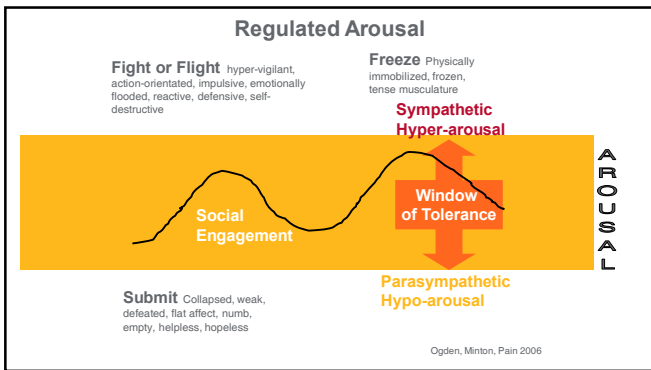 Regulated Arousal
Fight or Flight hyper-vigilant,
action-orientated, impulsive, emotionally
flooded, reactive, defensive, self-
destructive
Freeze Physically
immobilized, frozen,
tense musculature
Sympathetic
Hyper-arousal
Social
Engagement
Window
of Tolerance
AROUSAL
Parasympathetic
Hypo-arousal
Submit Collapsed, weak,
defeated, flat affect, numb,
empty, helpless, hopeless
Ogden, Minton, Pain 2006